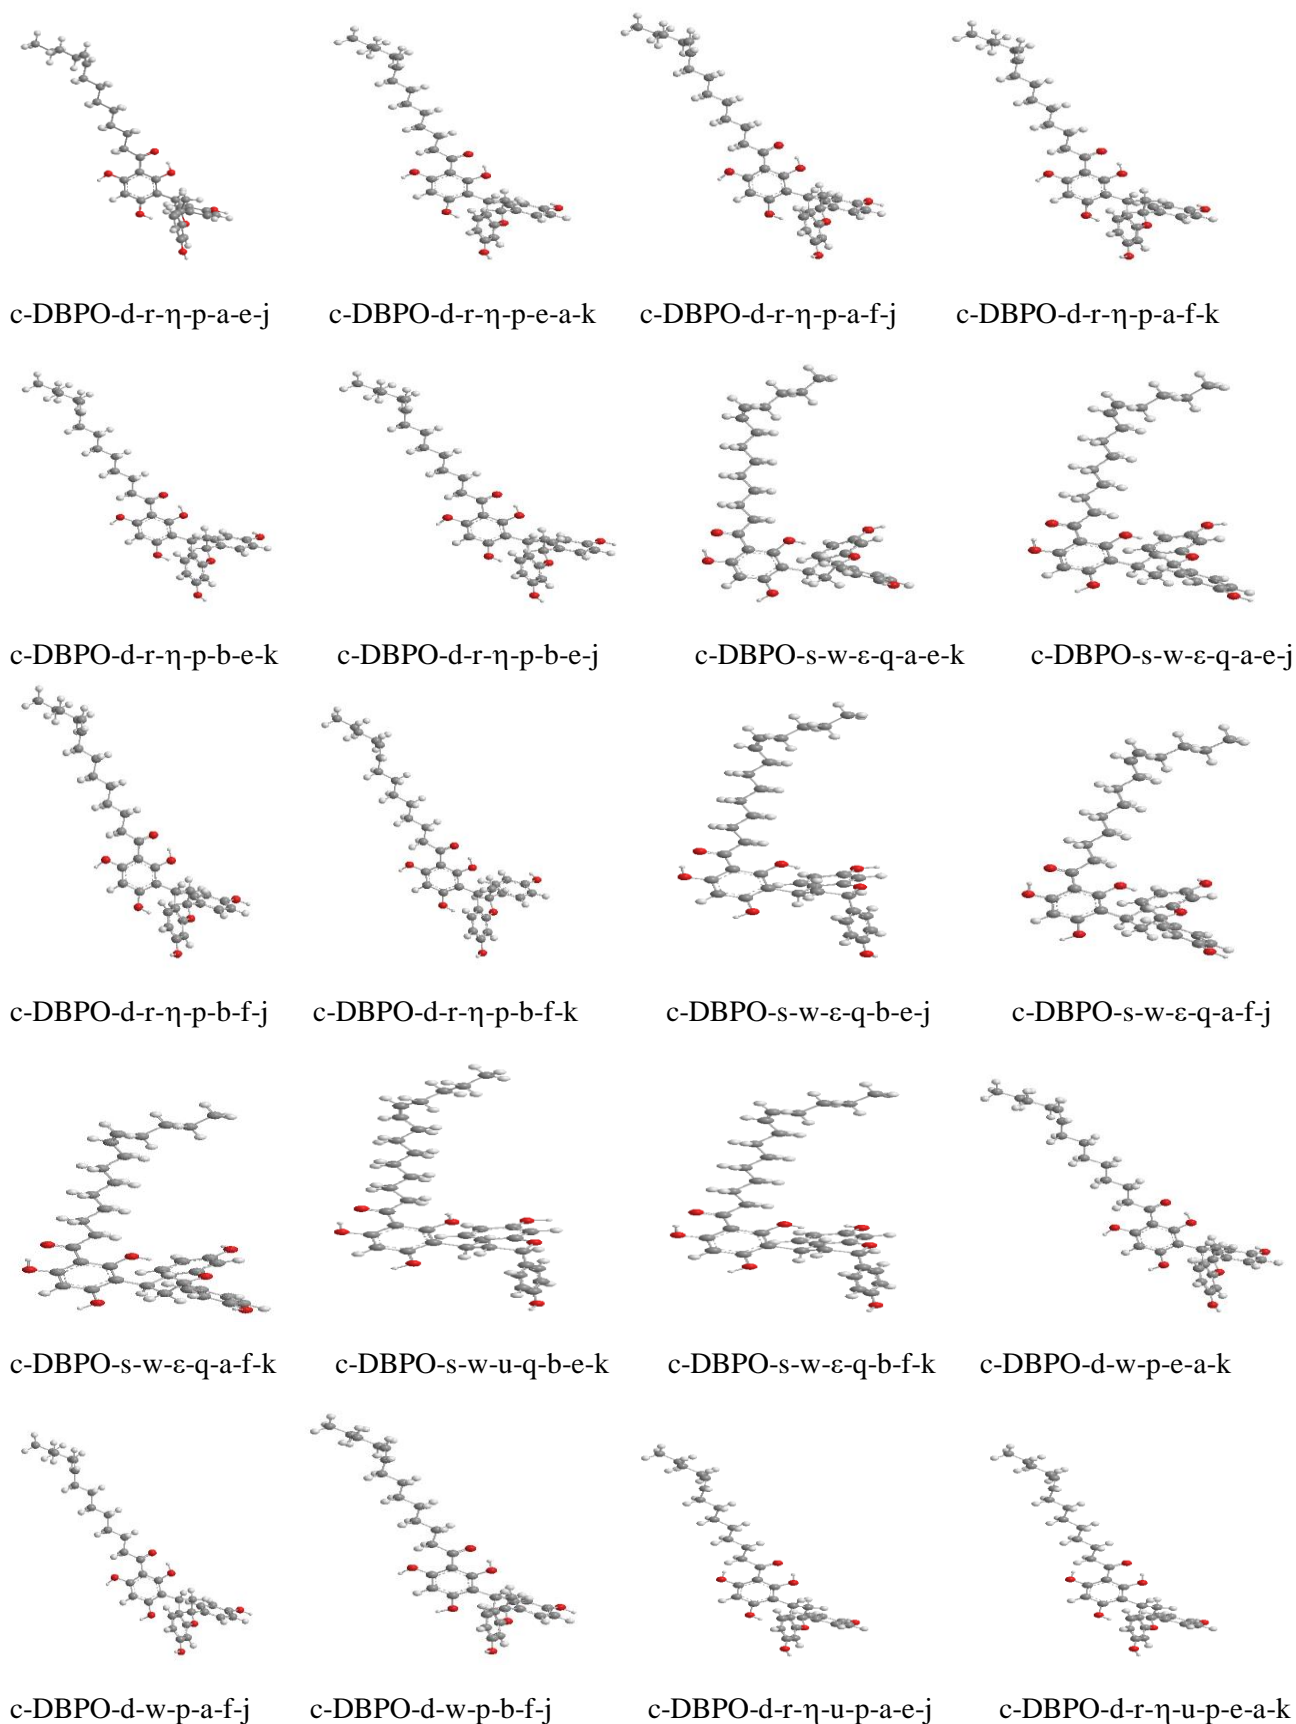 c-DBPO-d-r-η-p-a-e-j c-DBPO-d-r-η-p-e-a-k c-DBPO-d-r-η-p-a-f-j c-DBPO-d-r-η-p-a-f-k
c-DBPO-d-r-η-p-b-e-k c-DBPO-d-r-η-p-b-e-j c-DBPO-s-w-ε-q-a-e-k c-DBPO-s-w-ε-q-a-e-j
c-DBPO-d-r-η-p-b-f-j c-DBPO-d-r-η-p-b-f-k c-DBPO-s-w-ε-q-b-e-j c-DBPO-s-w-ε-q-a-f-j
c-DBPO-s-w-ε-q-a-f-k c-DBPO-s-w-u-q-b-e-k c-DBPO-s-w-ε-q-b-f-k c-DBPO-d-w-p-e-a-k
c-DBPO-d-w-p-a-f-j c-DBPO-d-w-p-b-f-j c-DBPO-d-r-η-u-p-a-e-j c-DBPO-d-r-η-u-p-e-a-k